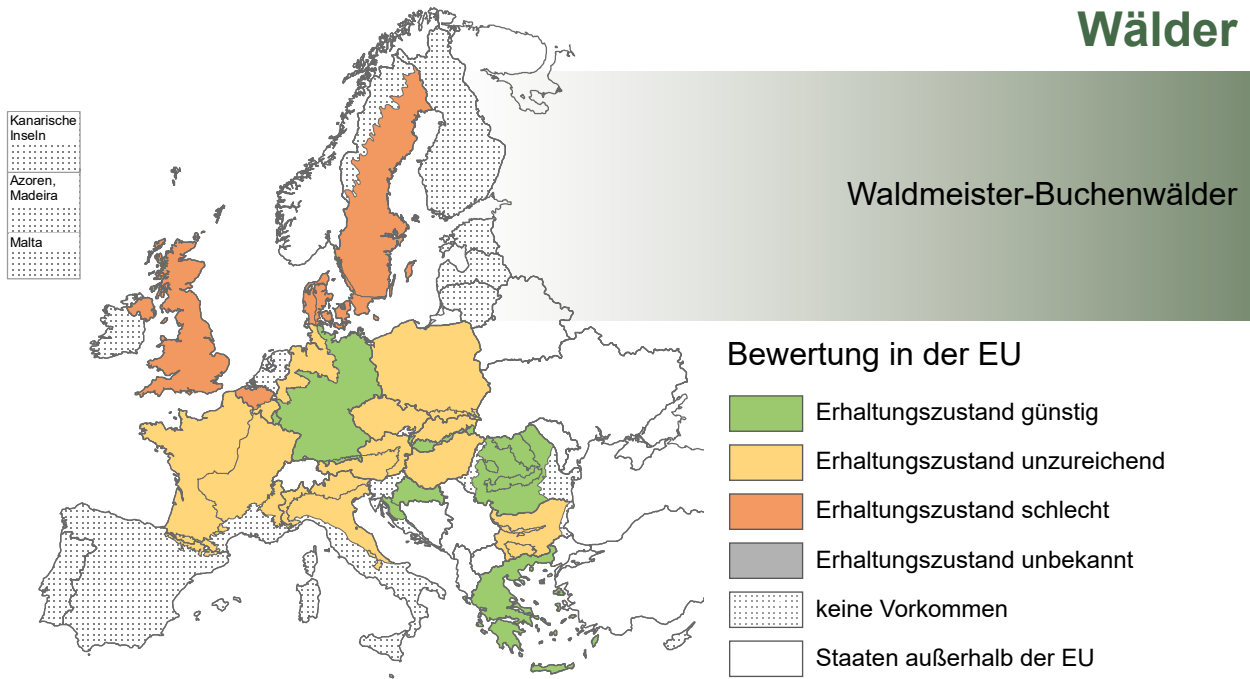 Wälder
Waldmeister-Buchenwälder
Kanarische
Inseln
Azoren,
Madeira
Malta
Bewertung in der EU
Erhaltungszustand günstig
Erhaltungszustand unzureichend
Erhaltungszustand schlecht
Erhaltungszustand unbekannt
keine Vorkommen
Staaten außerhalb der EU